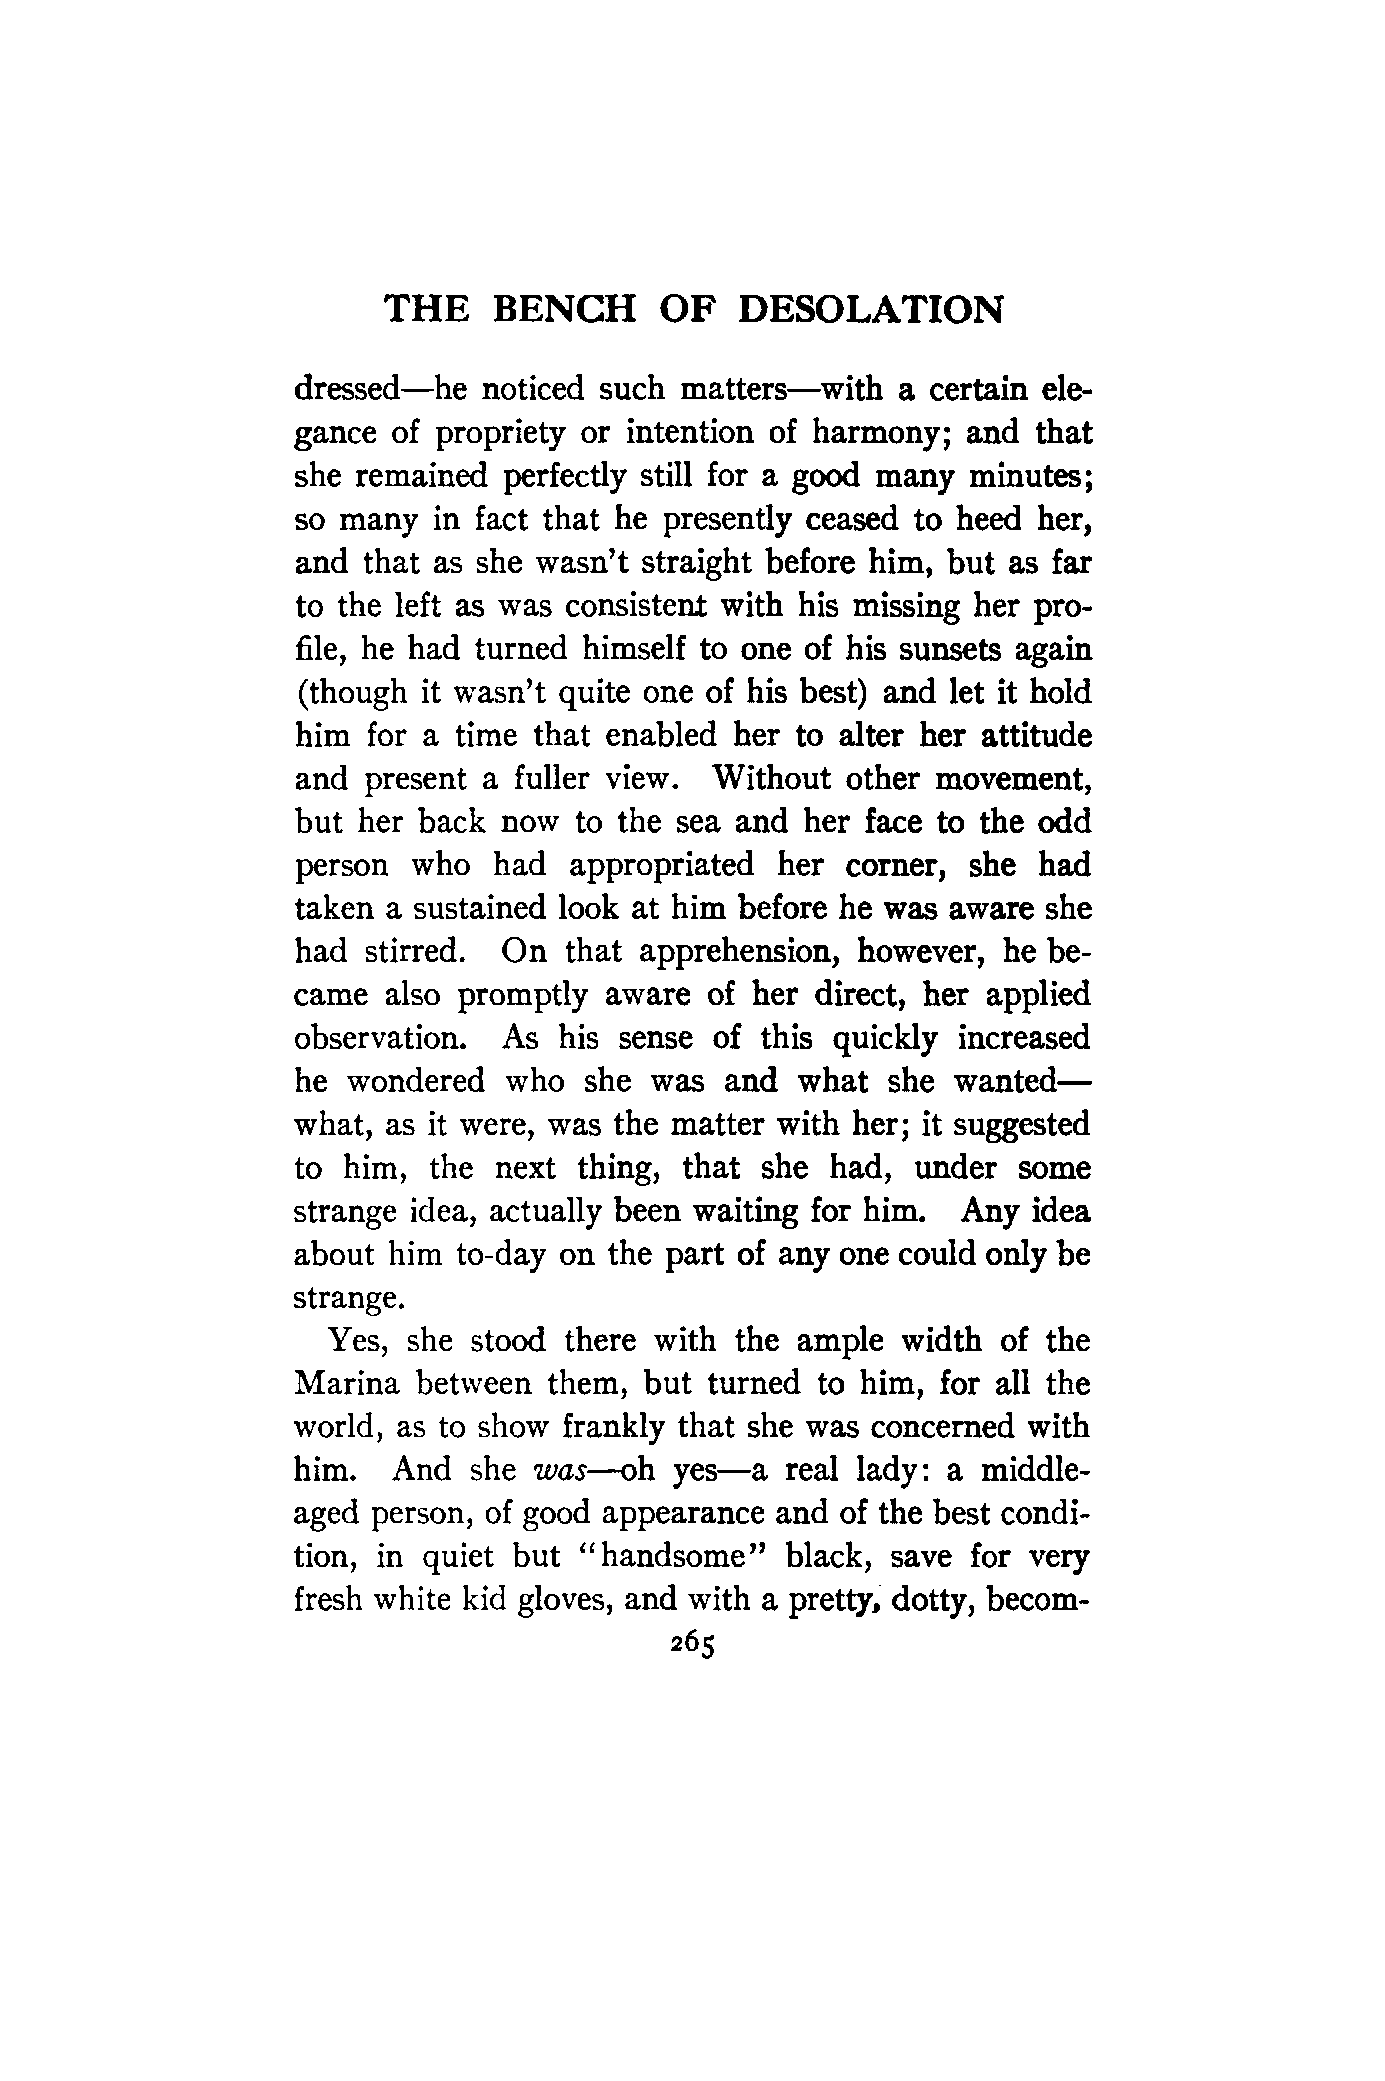 THE BENCH OF DESOLATION
dressed—he noticed such matters—with a certain ele-
gance of propriety or intention of harmony; and that
she remained perfectly still for a good many minutes;
so many in fact that he presently ceased to heed her,
and that as she wasn't straight before him, but as far
to the left as was consistent with his missing her pro-
file, he had turned himself to one of his sunsets again
(though it wasn't quite one of his best) and let it hold
him for a time that enabled her to alter her attitude
and present a fuller view. Without other movement,
but her back now to the sea and her face to the odd
person who had appropriated her corner, she had
taken a sustained look at him before he was aware she
had stirred. On that apprehension, however, he be-
came also promptly aware of her direct, her applied
observation. As his sense of this quickly increased
he wondered who she was and what she wanted—
what, as it were, was the matter with her; it suggested
to him, the next thing, that she had, under some
strange idea, actually been waiting for him. Any idea
about him to-day on the part of any one could only be
strange.
Yes, she stood there with the ample width of the
Marina between them, but turned to him, for all the
world, as to show frankly that she was concerned with
him. And she was—oh yes—a real lady: a middle-
aged person, of good appearance and of the best condi-
tion, in quiet but "handsome" black, save for very
fresh white kid gloves, and with a pretty, dotty, becom-
265